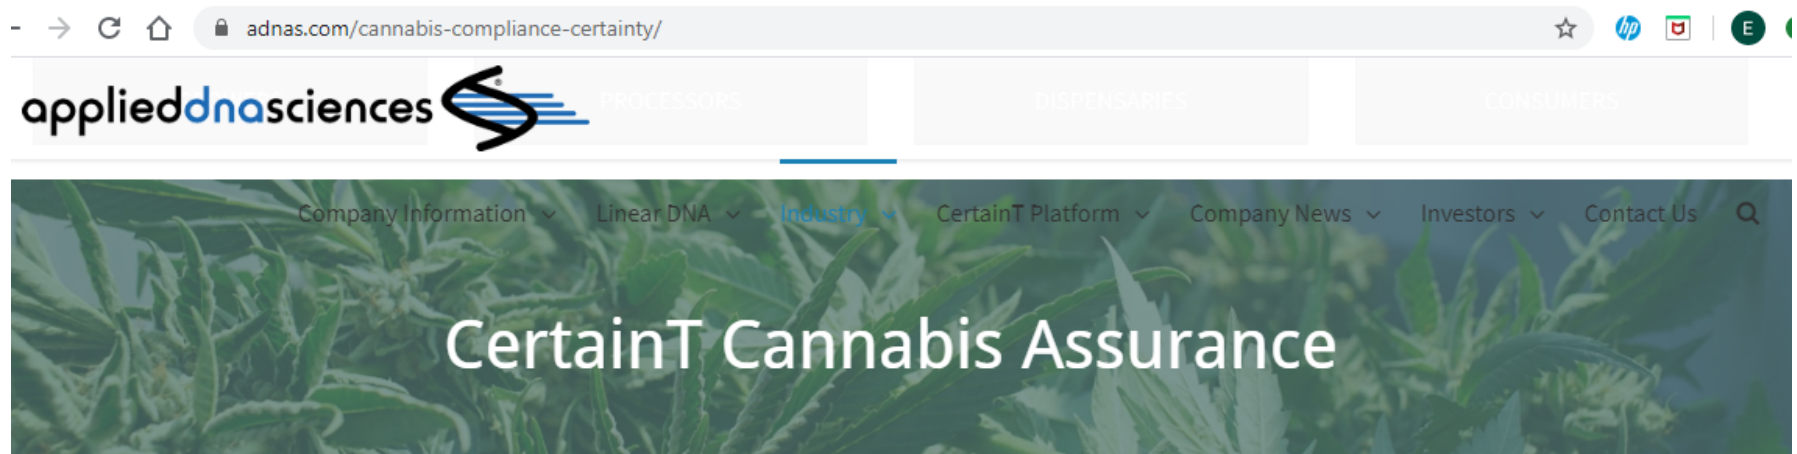 adnas.com/cannabis-compliance-certainty/
hp
E
applieddnasciences
®
PROCESSORS
DISPENSARIES
CONSUMERS
Company Information
Linear DNA
Industry
CertainT Platform
Company News
Investors
Contact Us
CertainT Cannabis Assurance